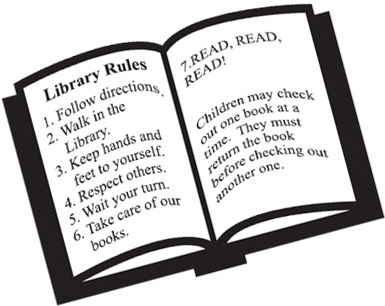 Library Rules
1. Follow directions.
2. Walk in the
Library.
3. Keep hands and
feet to yourself.
4. Respect others.
5. Wait your turn.
6. Take care of our
books.
7.READ, READ,
READ!
Children may check
out one book at a
time. They must
return the book
before checking out
another one.